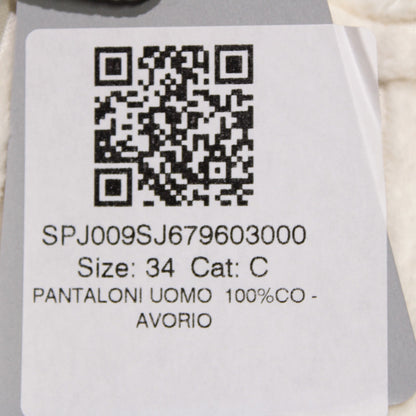 SPJ009SJ679603000
Size: 34 Cat: C
PANTALONI UOMO 100%CO -
AVORIO